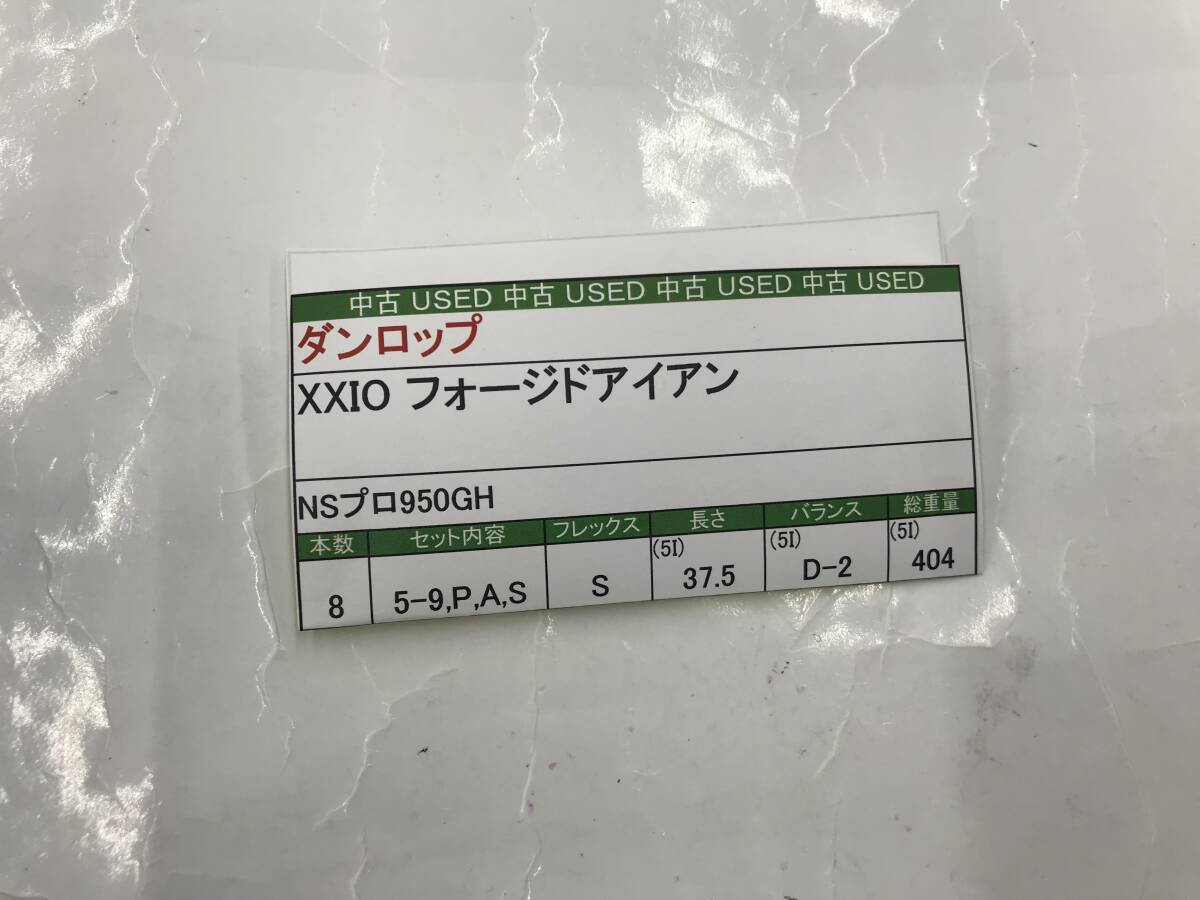 中古 USED 中古 USED 中古 USED 中古 USED
ダンロップ
XXIO フォージドアイアン
NSプロ950GH
本数 セット内容 フレックス 長さ バランス 総重量
(5I) (5I) (5I)
8 5-9,P,A,S S 37.5 D-2 404